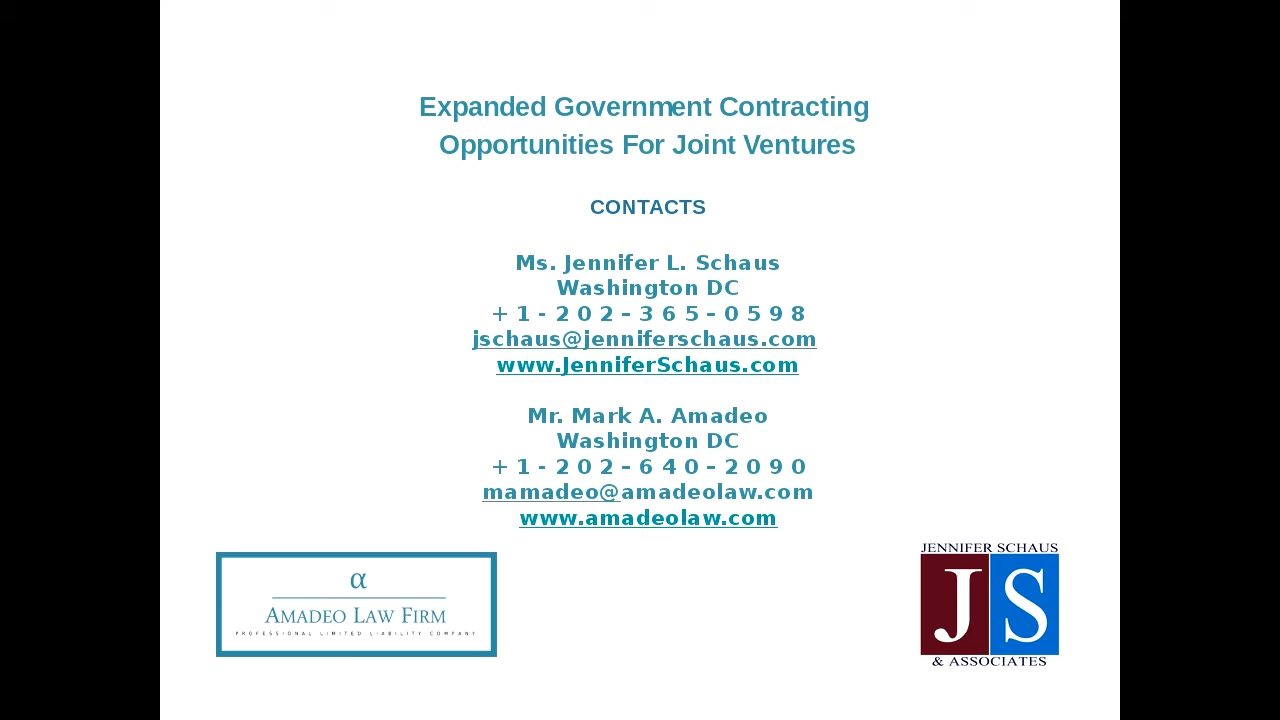 Expanded Government Contracting
Opportunities For Joint Ventures
CONTACTS
Ms. Jennifer L. Schaus
Washington DC
+1-202-365-0598
jschaus@jenniferschaus.com
www.JenniferSchaus.com
Mr. Mark A. Amadeo
Washington DC
+1-202-640-2090
mamadeo@amadeolaw.com
www.amadeolaw.com
α
AMADEO LAW FIRM
PROFESSIONAL LIMITED LIABILITY COMPANY
JENNIFER SCHAUS
JS
& ASSOCIATES